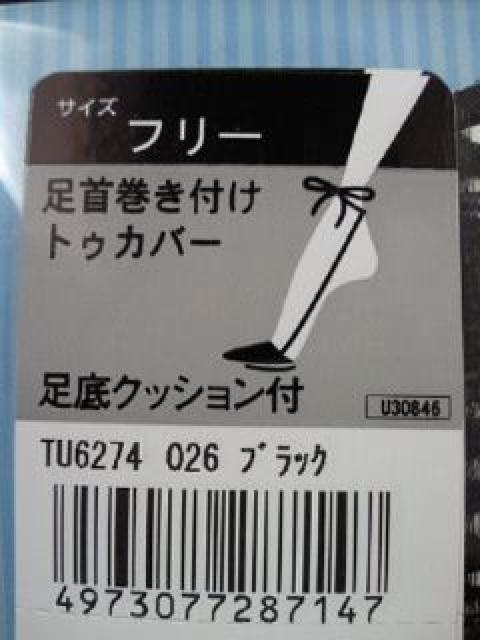 サイズ フリー
足首巻き付け
トゥカバー
足底クッション付
U30846
TU6274 026 ブラック
4973077287147